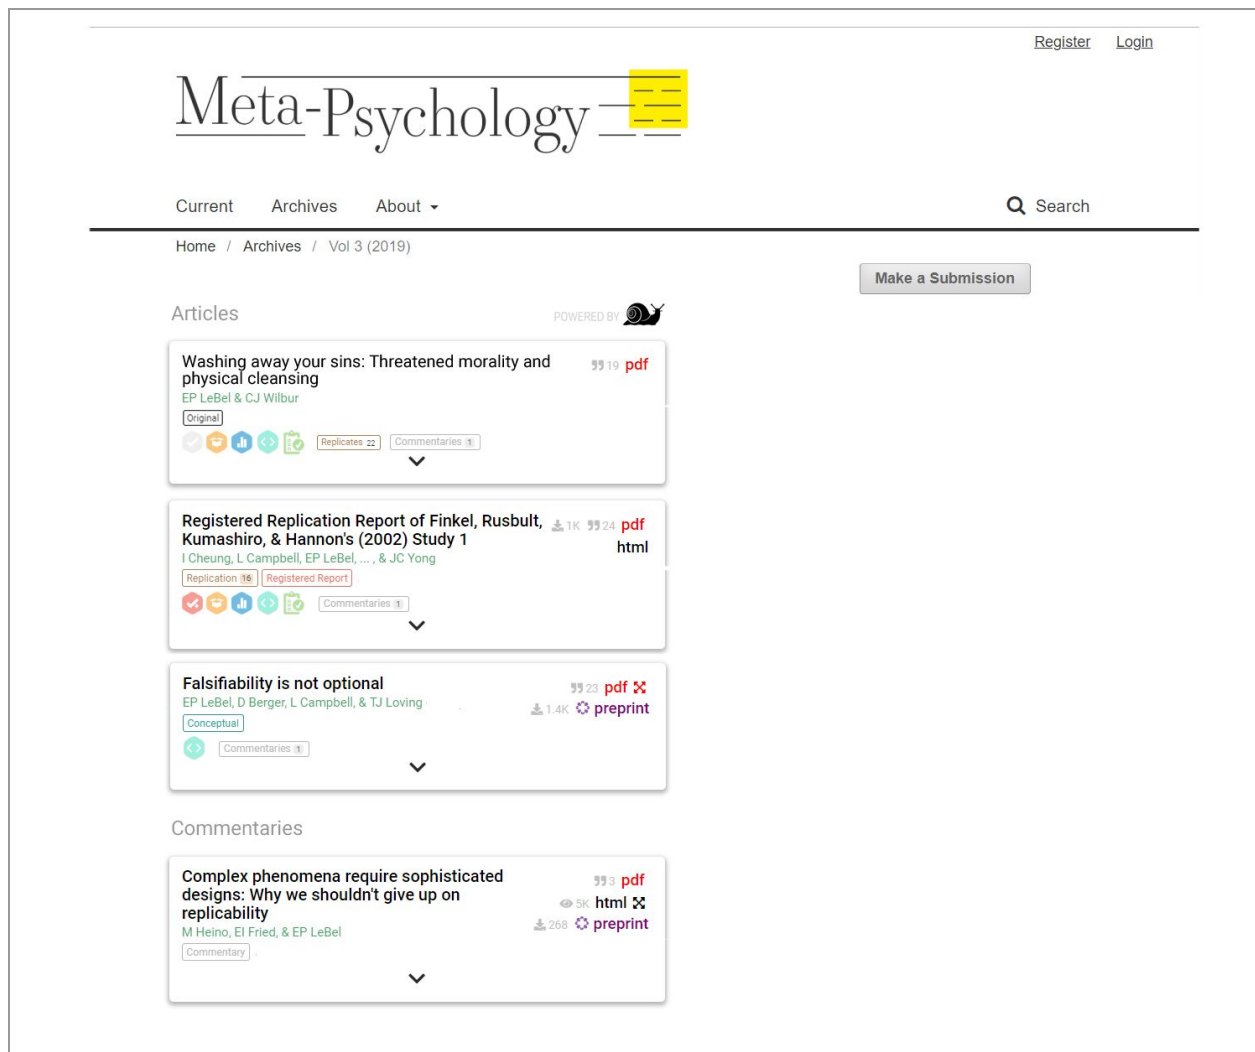 Register Login
Meta-Psychology
Current Archives About Search
Home / Archives / Vol 3 (2019)
Make a Submission
Articles POWERED BY
Washing away your sins: Threatened morality and 19 pdf
physical cleansing
EP LeBel & CJ Wilbur
Original
Replicates 22 Commentaries 1
Registered Replication Report of Finkel, Rusbult, 1K 24 pdf
Kumashiro, & Hannon's (2002) Study 1 html
I Cheung, L Campbell, EP LeBel, ... , & JC Yong
Replication 16 Registered Report
Commentaries 1
Falsifiability is not optional 23 pdf
EP LeBel, D Berger, L Campbell, & TJ Loving 1.4K preprint
Conceptual
Commentaries 1
Commentaries
Complex phenomena require sophisticated 3 pdf
designs: Why we shouldn't give up on 5K html
replicability 268 preprint
M Heino, EI Fried, & EP LeBel
Commentary